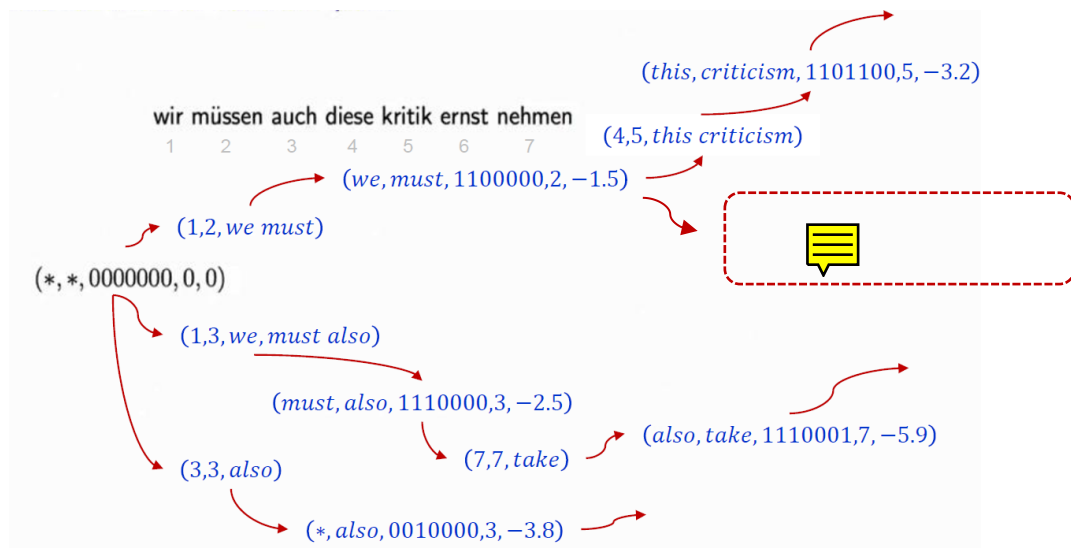 (this, criticism, 1101100,5, −3.2)
wir müssen auch diese kritik ernst nehmen
(4,5, this criticism)
1 2 3 4 5 6 7
(we, must, 1100000,2, −1.5)
(1,2, we must)
(∗, ∗, 0000000, 0, 0)
(1,3, we, must also)
(must, also, 1110000,3, −2.5)
(also, take, 1110001,7, −5.9)
(7,7, take)
(3,3, also)
(∗, also, 0010000,3, −3.8)